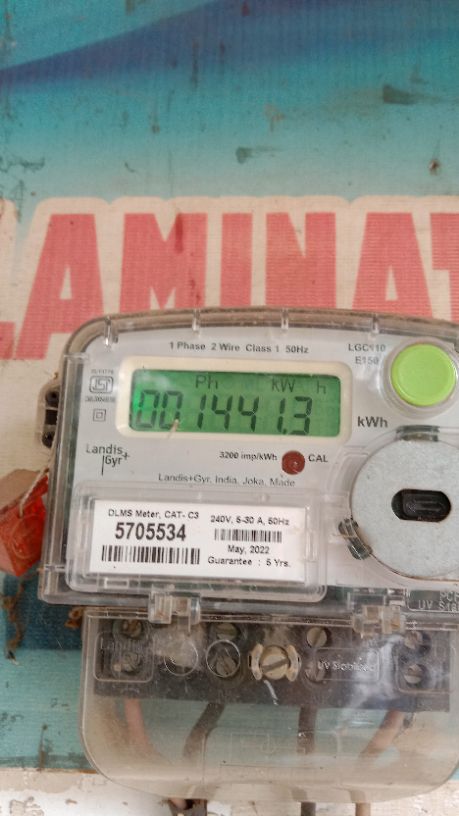 LAMINAT
1 Phase 2 Wire Class 1 50Hz
LGC110
E150
Ph kW h
001441.3
kWh
Landis+
Gyr
3200 imp/kWh
CAL
Landis+Gyr, India, Joka, Made
DLMS Meter, CAT- C3
5705534
240V, 5-30 A, 50Hz
May, 2022
Guarantee : 5 Yrs.
Landis
UV Stabilised